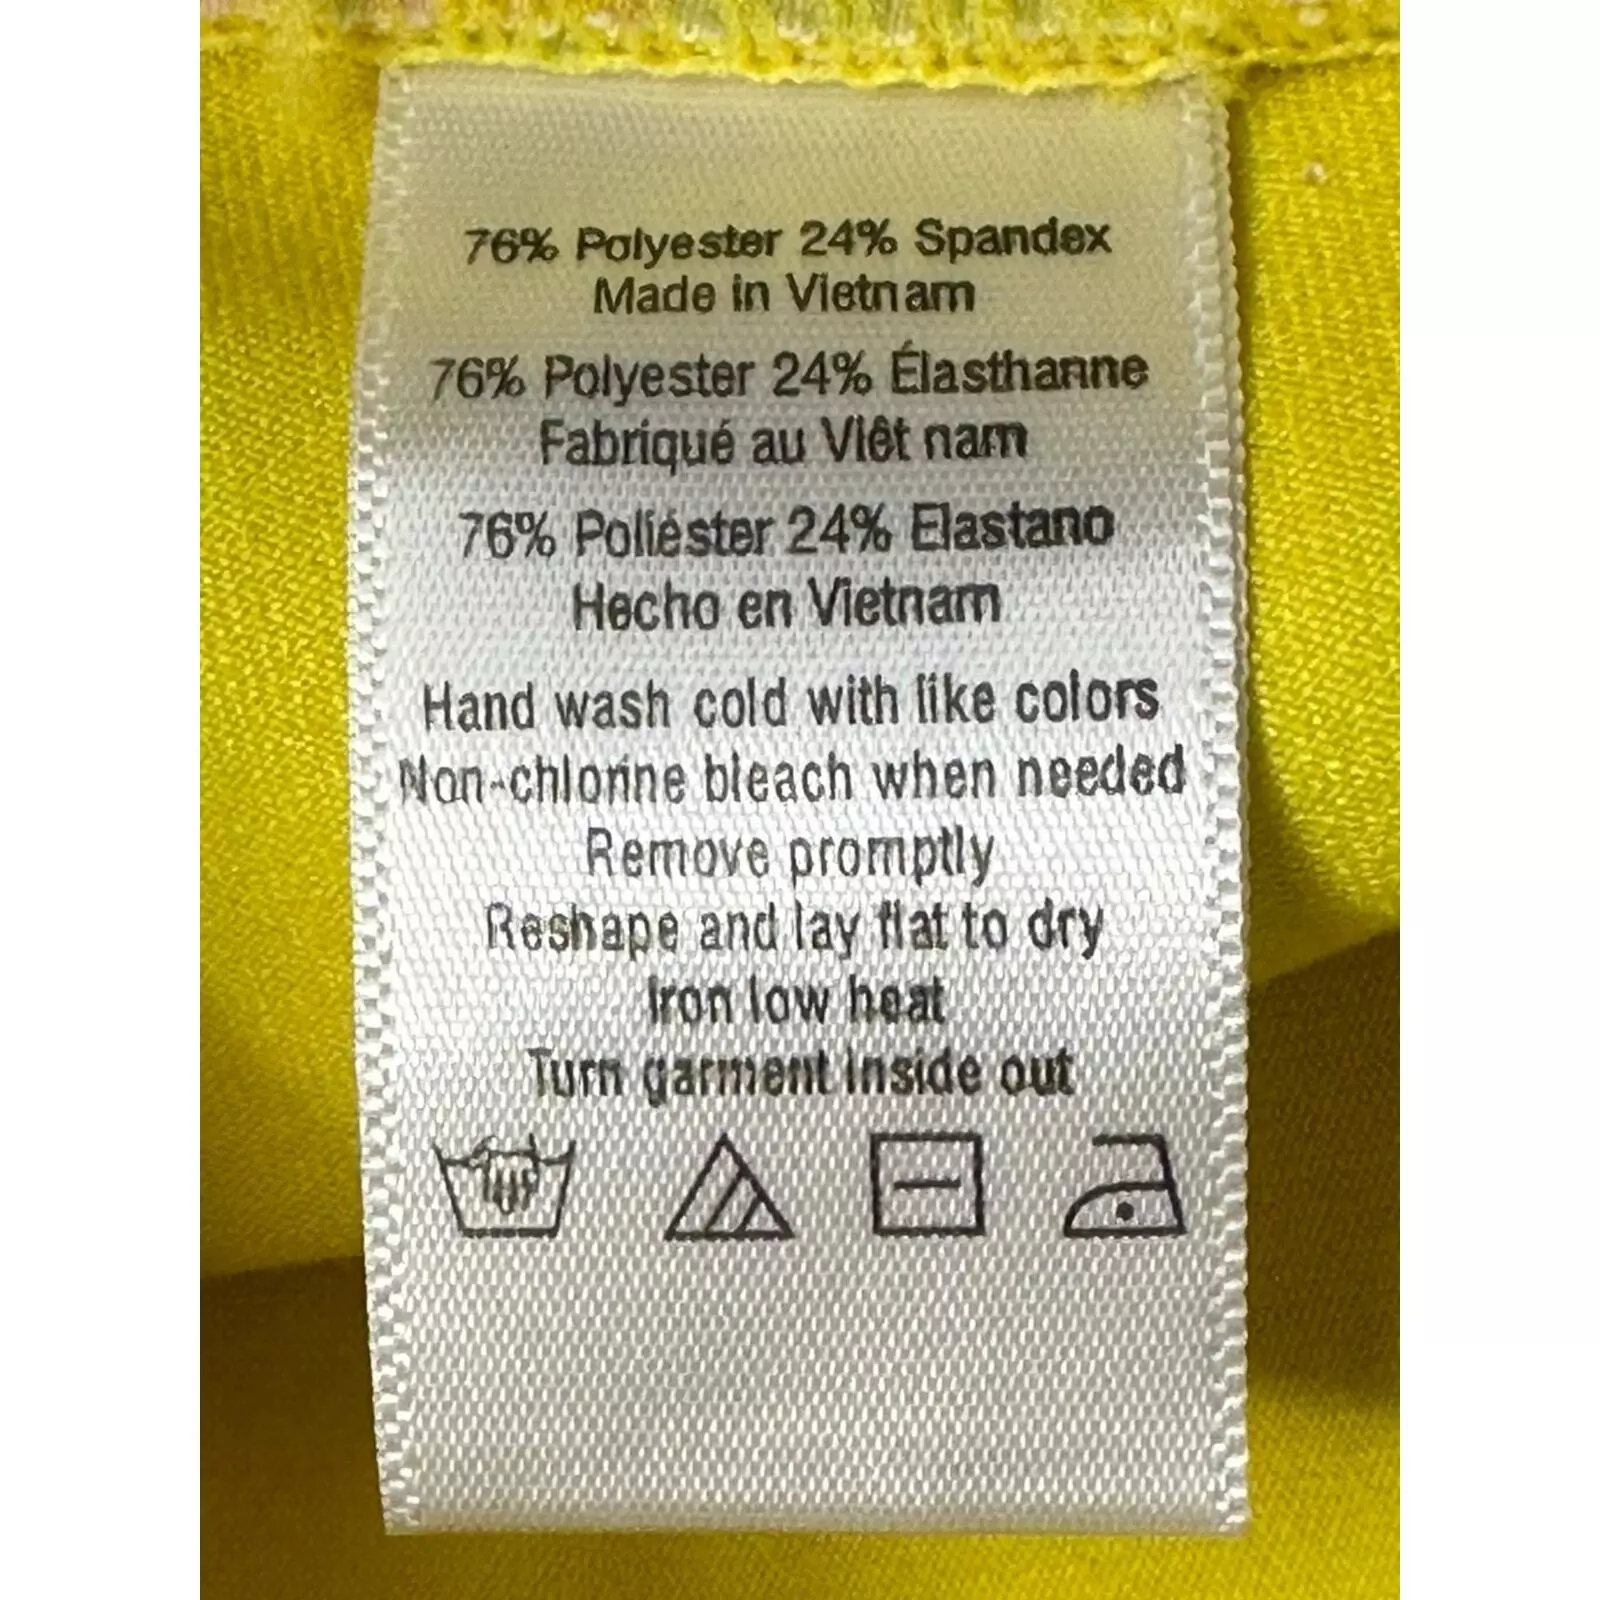 76% Polyester 24% Spandex
Made in Vietnam
76% Polyester 24% Élasthanne
Fabriqué au Viêt nam
76% Poliéster 24% Elastano
Hecho en Vietnam
Hand wash cold with like colors
Non-chlorine bleach when needed
Remove promptly
Reshape and lay flat to dry
Iron low heat
Turn garment inside out